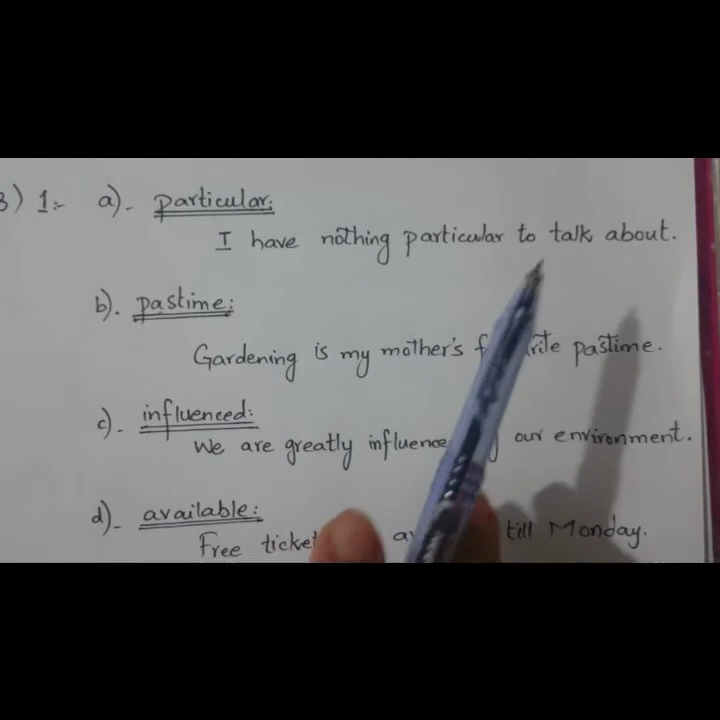 3) 1:- a)- particular:
I have nothing particular to talk about.
b). pastime:
Gardening is my mother's pastime.
c)- influenced:
We are greatly our environment.
d)- available:
Free till Monday.